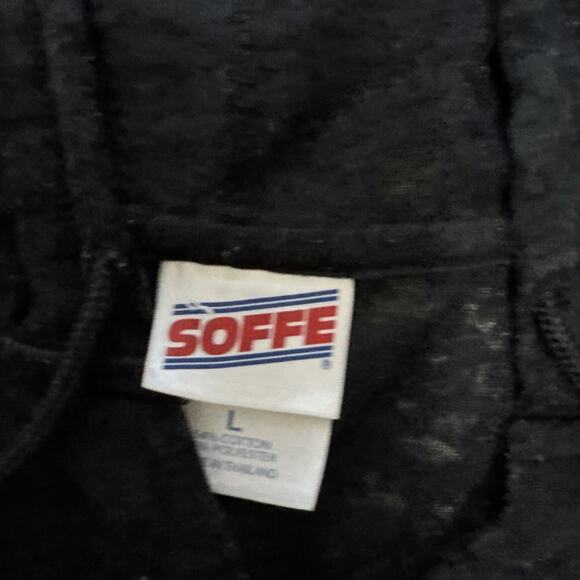 SOFFE
®
L
COTTON
POLYESTER
THAILAND